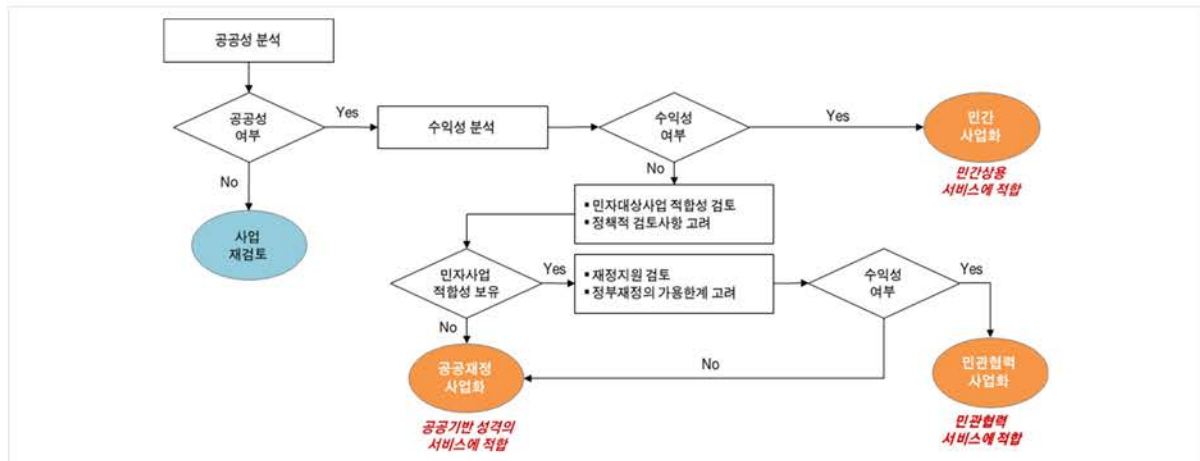 공공성 분석
공공성
여부
Yes
수익성 분석
수익성
여부
Yes
민간
사업화
민간상용
서비스에 적합
No
No
사업
재검토
▪ 민자대상사업 적합성 검토
▪ 정책적 검토사항 고려
민자사업
적합성 보유
Yes
▪ 재정지원 검토
▪ 정부재정의 가용한계 고려
수익성
여부
Yes
No
공공재정
사업화
No
민관협력
사업화
공공기반 성격의
서비스에 적합
민관협력
서비스에 적합